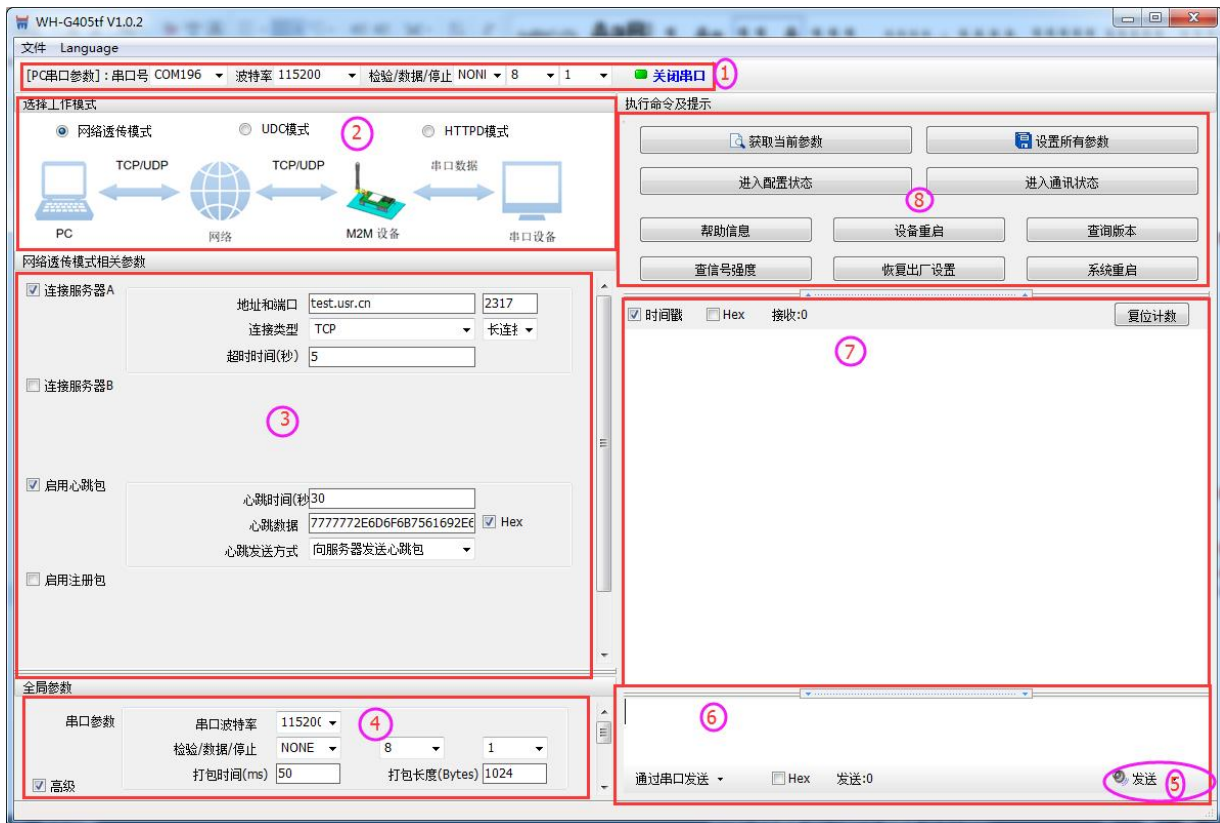 WH-G405tf V1.0.2
文件 Language
[PC串口参数]：串口号 COM196 波特率 115200 检验/数据/停止 NONI 8 1 关闭串口 1
选择工作模式
网络透传模式 UDC模式 2 HTTPD模式
TCP/UDP TCP/UDP 串口数据
PC 网络 M2M 设备 串口设备
网络透传模式相关参数
连接服务器A
地址和端口 test.usr.cn 2317
连接类型 TCP 长连接
超时时间(秒) 5
连接服务器B
3
启用心跳包
心跳时间(秒 30
心跳数据 7777772E6D6F6B7561692E6 Hex
心跳发送方式 向服务器发送心跳包
启用注册包
全局参数
串口参数 串口波特率 11520( 4
检验/数据/停止 NONE 8 1
打包时间(ms) 50 打包长度(Bytes) 1024
高级
执行命令及提示
获取当前参数 设置所有参数
进入配置状态 进入通讯状态
8
帮助信息 设备重启 查询版本
查信号强度 恢复出厂设置 系统重启
时间戳 Hex 接收:0 复位计数
7
6
通过串口发送 Hex 发送:0 发送 5